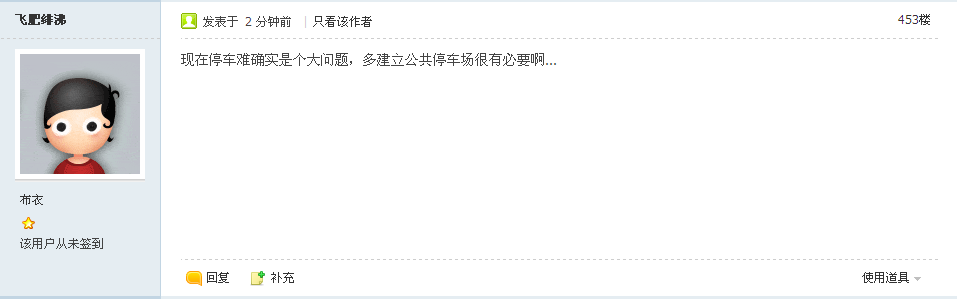 飞肥绯沸
发表于 2 分钟前 | 只看该作者
453楼
现在停车难确实是个大问题，多建立公共停车场很有必要啊...
布衣
该用户从未签到
回复 补充
使用道具